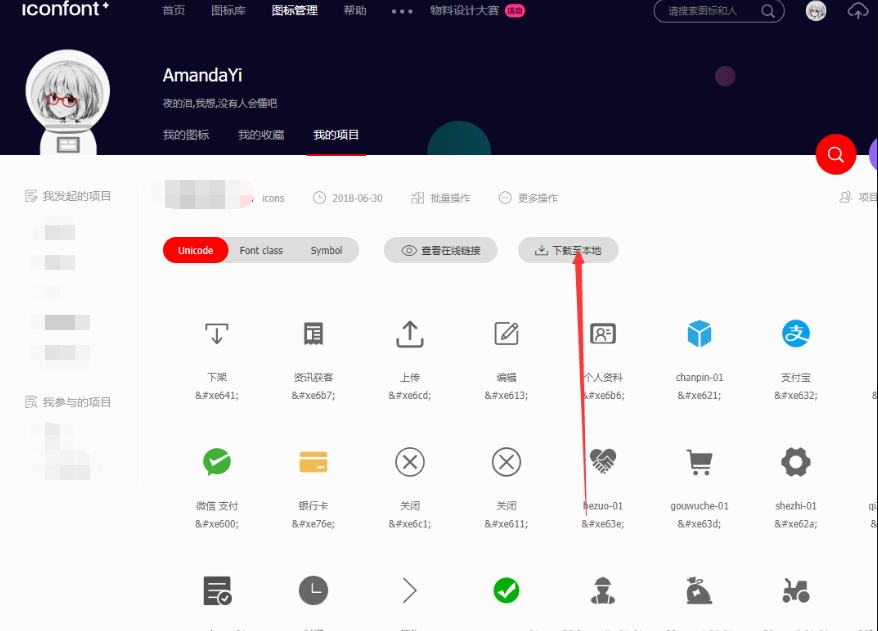 iconfont+
首页 图标库 图标管理 帮助 ••• 物料设计大赛 活动 请搜索图标和人
AmandaYi
夜的泪,我想,没有人会懂吧
我的图标 我的收藏 我的项目
我发起的项目 icons 2018-06-30 批量操作 更多操作 项目
Unicode Font class Symbol 查看在线链接 下载至本地
下架 资讯获客 上传 编辑 个人资料 chanpin-01 支付宝
&#xe641; &#xe6b7; &#xe6cd; &#xe613; &#xe6b6; &#xe621; &#xe632; &
我参与的项目
微信 支付 银行卡 关闭 关闭 hezuo-01 gouwuche-01 shezhi-01 qi
&#xe600; &#xe76e; &#xe6c1; &#xe611; &#xe63e; &#xe63d; &#xe62a; &